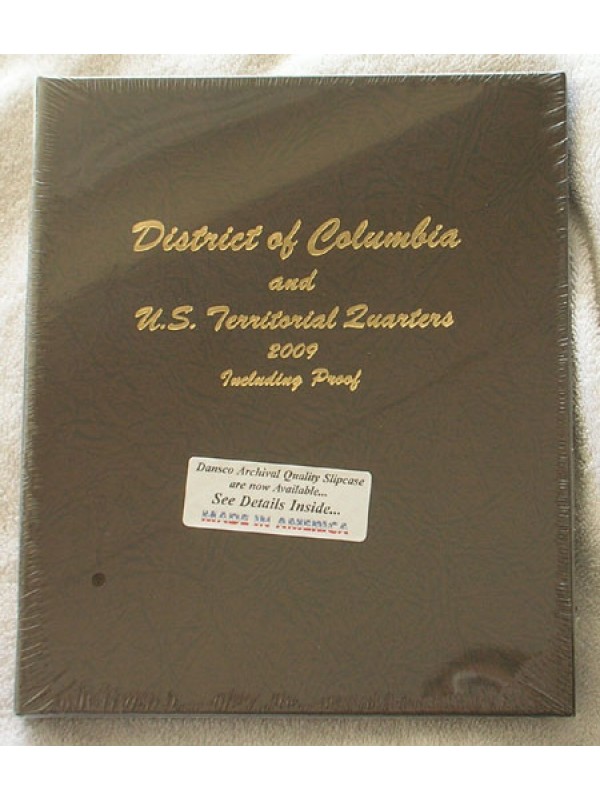 District of Columbia
and
U.S. Territorial Quarters
2009
Including Proof
Dansco Archival Quality Slipcase
are now Available...
See Details Inside...
MADE IN AMERICA